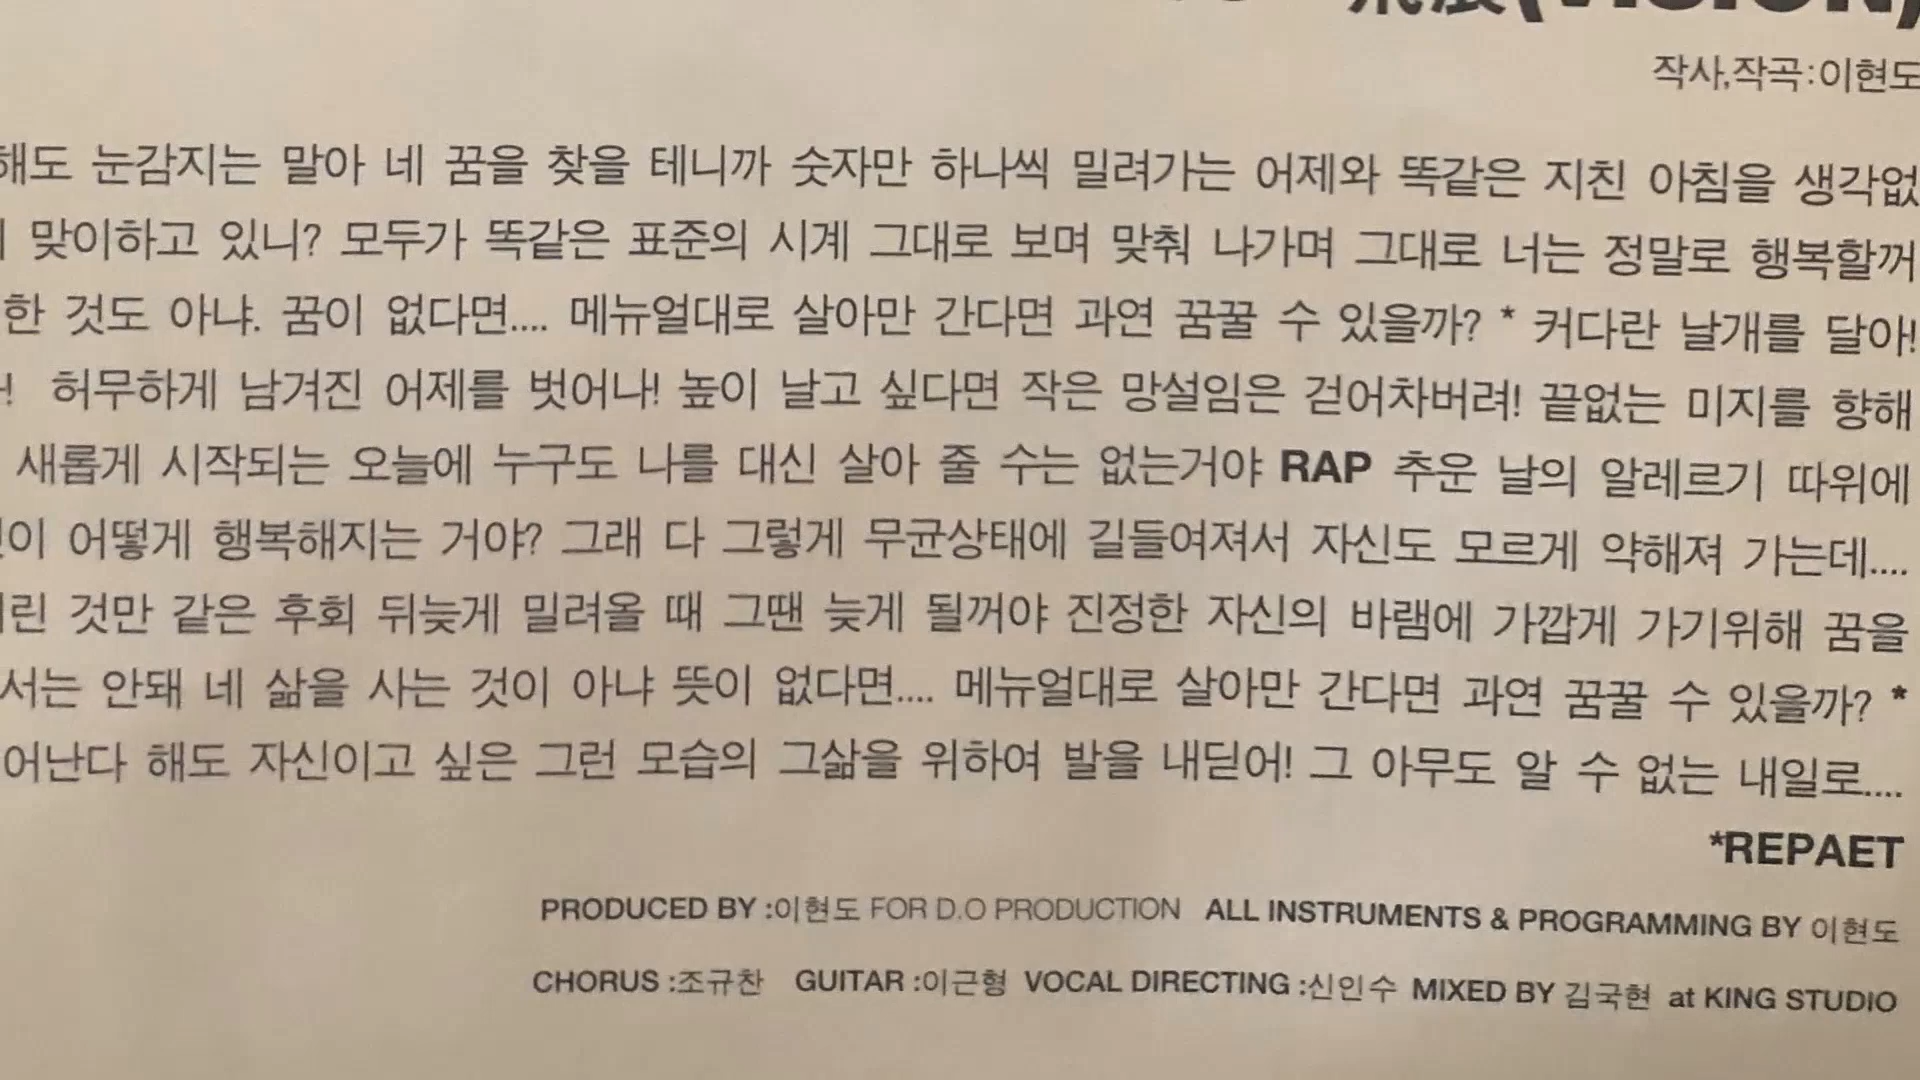 (VISION)
작사,작곡:이현도
해도 눈감지는 말아 네 꿈을 찾을 테니까 숫자만 하나씩 밀려가는 어제와 똑같은 지친 아침을 생각없
맞이하고 있니? 모두가 똑같은 표준의 시계 그대로 보며 맞춰 나가며 그대로 너는 정말로 행복할꺼
한 것도 아냐. 꿈이 없다면.... 메뉴얼대로 살아만 간다면 과연 꿈꿀 수 있을까? * 커다란 날개를 달아!
! 허무하게 남겨진 어제를 벗어나! 높이 날고 싶다면 작은 망설임은 걷어차버려! 끝없는 미지를 향해
새롭게 시작되는 오늘에 누구도 나를 대신 살아 줄 수는 없는거야 RAP 추운 날의 알레르기 따위에
이 어떻게 행복해지는 거야? 그래 다 그렇게 무균상태에 길들여져서 자신도 모르게 약해져 가는데....
린 것만 같은 후회 뒤늦게 밀려올 때 그땐 늦게 될꺼야 진정한 자신의 바램에 가깝게 가기위해 꿈을
서는 안돼 네 삶을 사는 것이 아냐 뜻이 없다면.... 메뉴얼대로 살아만 간다면 과연 꿈꿀 수 있을까? *
어난다 해도 자신이고 싶은 그런 모습의 그삶을 위하여 발을 내딛어! 그 아무도 알 수 없는 내일로....
*REPAET
PRODUCED BY :이현도 FOR D.O PRODUCTION ALL INSTRUMENTS & PROGRAMMING BY 이현도
CHORUS :조규찬 GUITAR :이근형 VOCAL DIRECTING :신인수 MIXED BY 김국현 at KING STUDIO